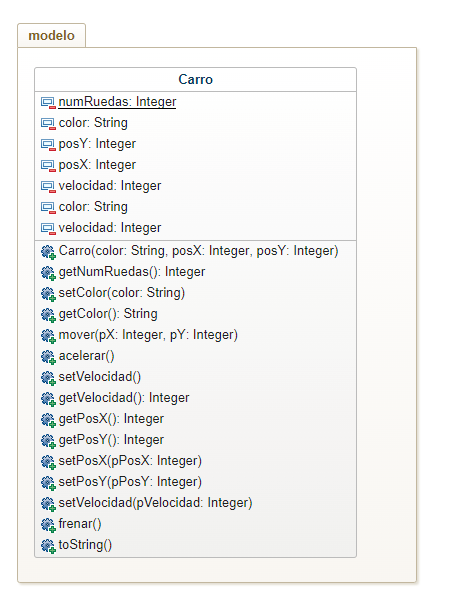 modelo
Carro
numRuedas: Integer
color: String
posY: Integer
posX: Integer
velocidad: Integer
color: String
velocidad: Integer
Carro(color: String, posX: Integer, posY: Integer)
getNumRuedas(): Integer
setColor(color: String)
getColor(): String
mover(pX: Integer, pY: Integer)
acelerar()
setVelocidad()
getVelocidad(): Integer
getPosX(): Integer
getPosY(): Integer
setPosX(pPosX: Integer)
setPosY(pPosY: Integer)
setVelocidad(pVelocidad: Integer)
frenar()
toString()